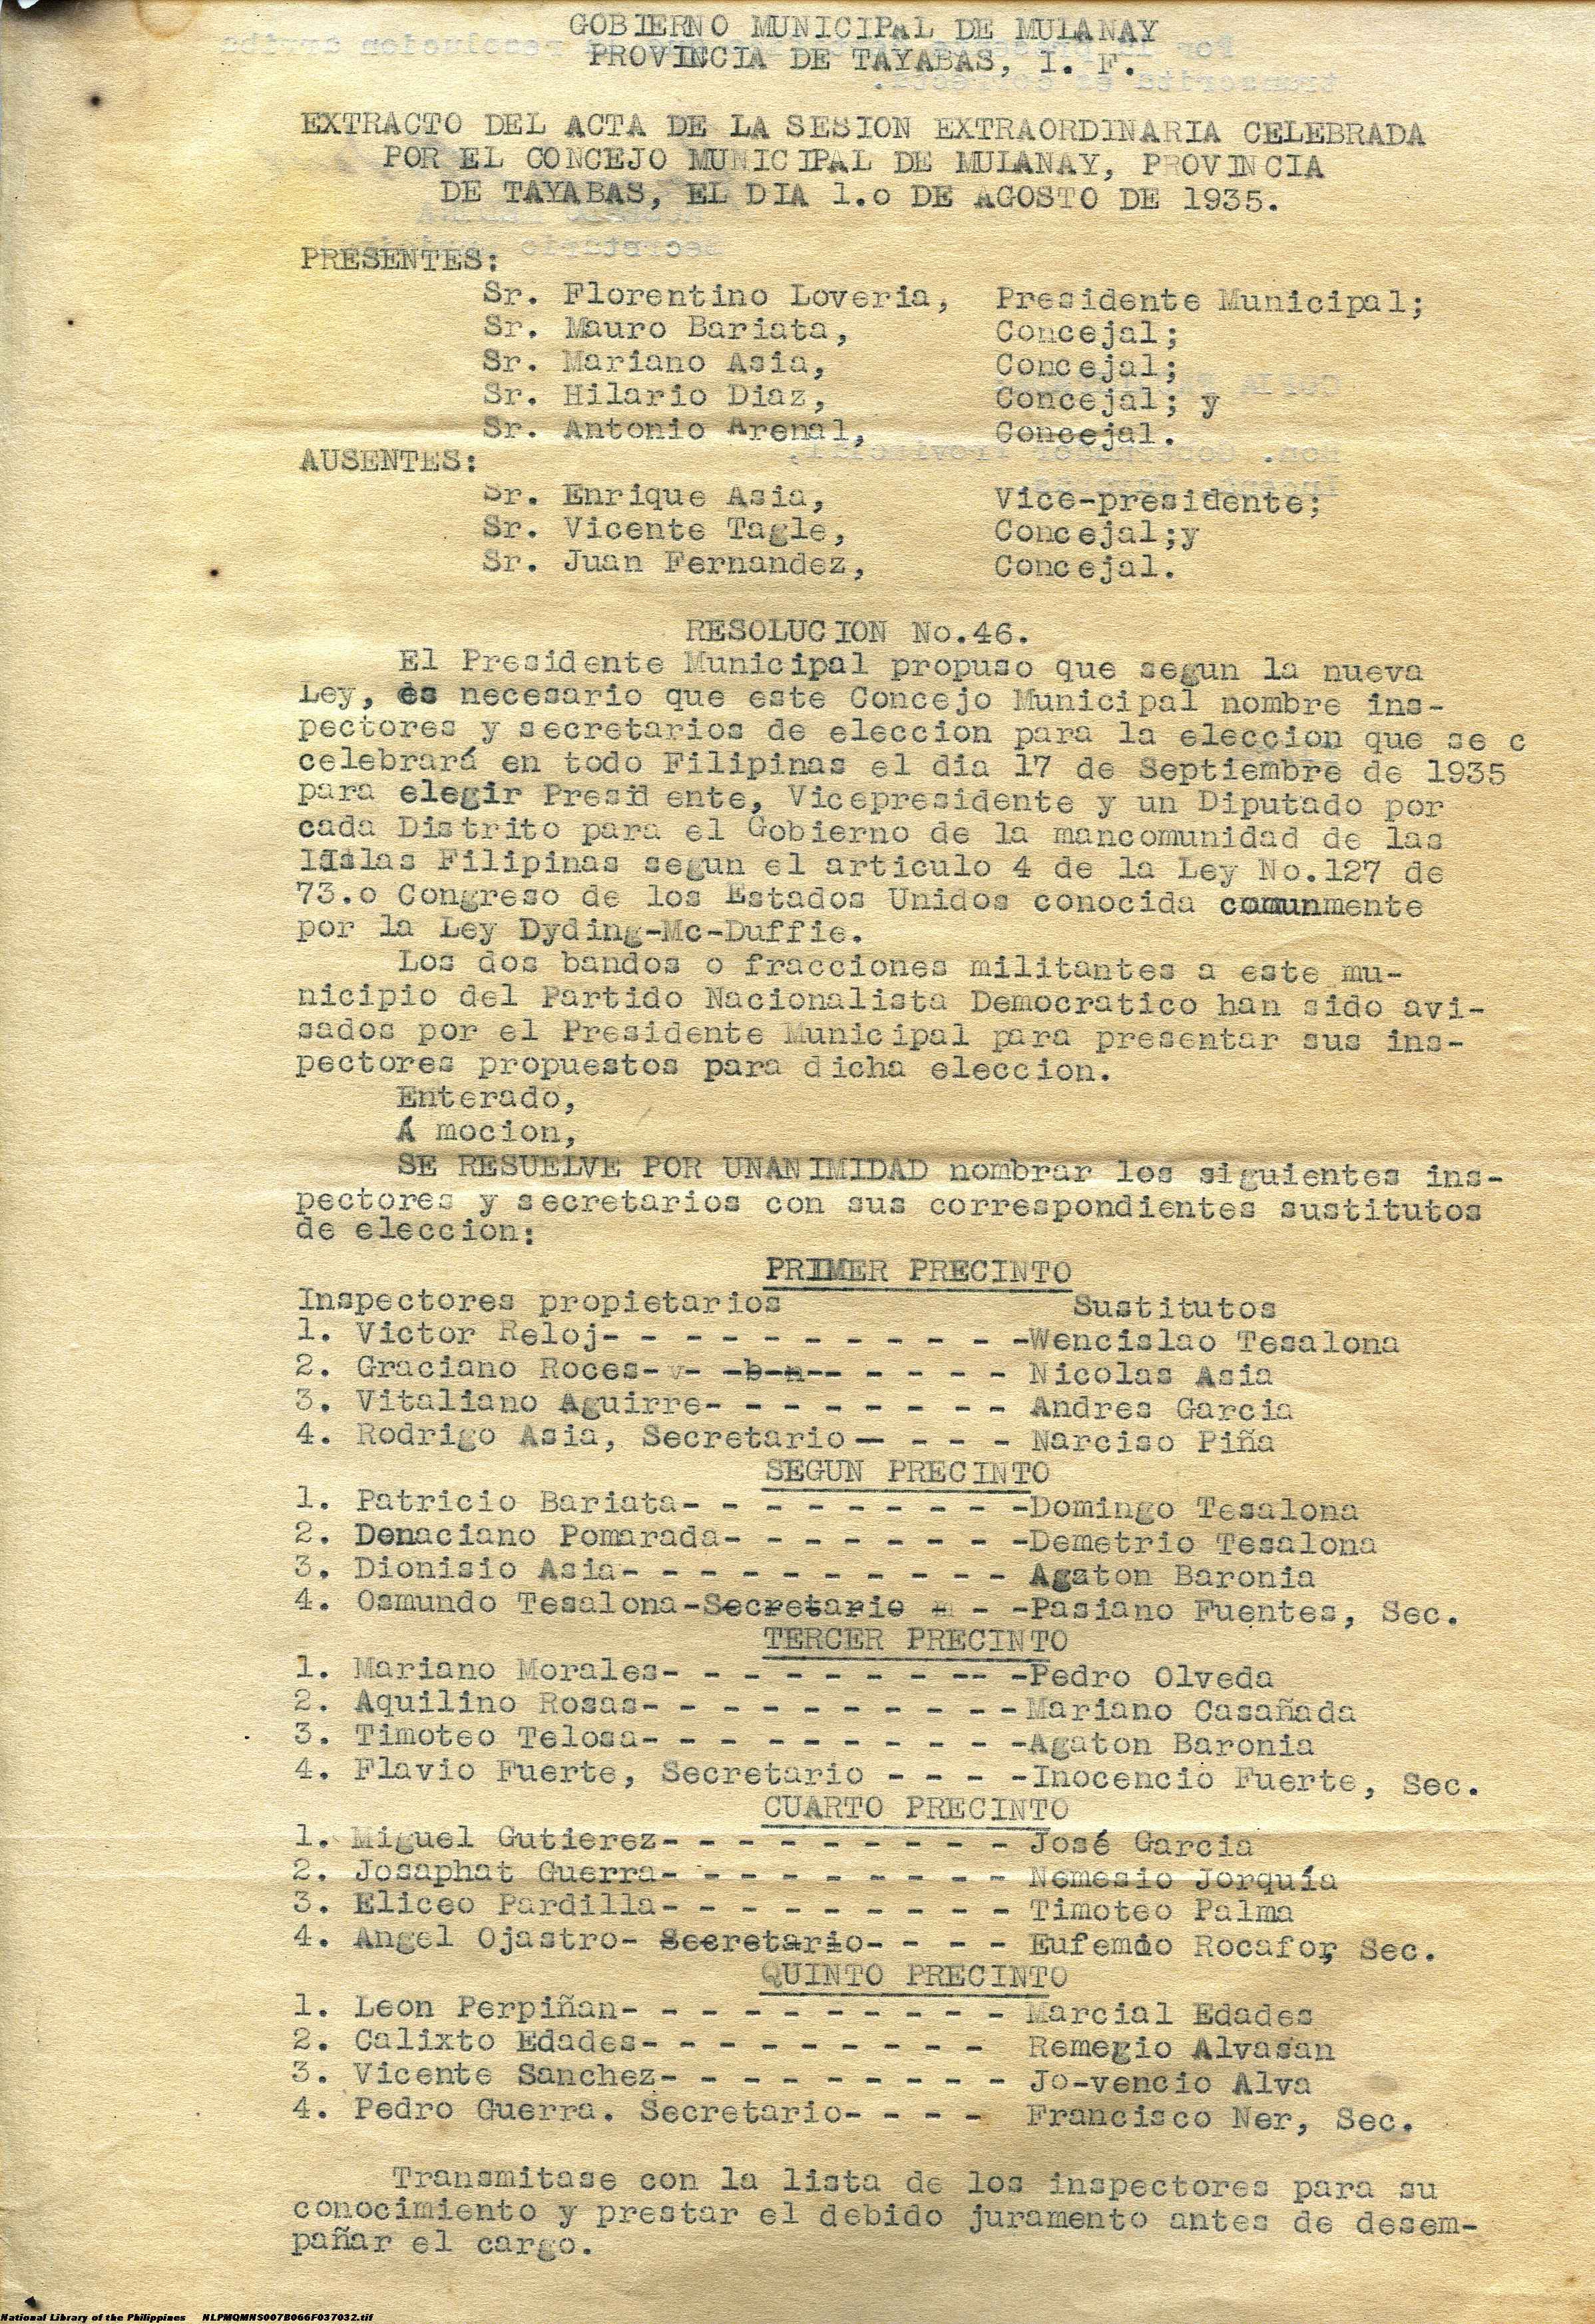 GOBIERNO MUNICIPAL DE MULANAY
PROVINCIA DE TAYABAS, I. F.
EXTRACTO DEL ACTA DE LA SESION EXTRAORDINARIA CELEBRADA
POR EL CONCEJO MUNICIPAL DE MULANAY, PROVINCIA
DE TAYABAS, EL DIA 1.o DE AGOSTO DE 1935.
PRESENTES:
Sr. Florentino Loveria, Presidente Municipal;
Sr. Mauro Bariata, Concejal;
Sr. Mariano Asia, Concejal;
Sr. Hilario Diaz, Concejal; y
Sr. Antonio Arenal, Concejal.
AUSENTES:
Sr. Enrique Asia, Vice-presidente;
Sr. Vicente Tagle, Concejal;y
Sr. Juan Fernandez, Concejal.
RESOLUCION No.46.
El Presidente Municipal propuso que segun la nueva
Ley, es necesario que este Concejo Municipal nombre ins-
pectores y secretarios de eleccion para la eleccion que se c
celebrará en todo Filipinas el dia 17 de Septiembre de 1935
para elegir Presidente, Vicepresidente y un Diputado por
cada Distrito para el Gobierno de la mancomunidad de las
Islas Filipinas segun el articulo 4 de la Ley No.127 de
73.o Congreso de los Estados Unidos conocida comunmente
por la Ley Dyding-Mc-Duffie.
Los dos bandos o fracciones militantes a este mu-
nicipio del Partido Nacionalista Democratico han sido avi-
sados por el Presidente Municipal para presentar sus ins-
pectores propuestos para dicha eleccion.
Enterado,
Á mocion,
SE RESUELVE POR UNANIMIDAD nombrar los siguientes ins-
pectores y secretarios con sus correspondientes sustitutos
de eleccion:
PRIMER PRECINTO
Inspectores propietarios Sustitutos
1. Victor Reloj- - - - - - - - - - - -Wencislao Tesalona
2. Graciano Roces-v- -b-n-- - - - - - Nicolas Asia
3. Vitaliano Aguirre- - - - - - - - - Andres Garcia
4. Rodrigo Asia, Secretario- - - - - Narciso Piña
SEGUN PRECINTO
1. Patricio Bariata- - - - - - - - - -Domingo Tesalona
2. Denaciano Pomarada- - - - - - - - -Demetrio Tesalona
3. Dionisio Asia- - - - - - - - - - - Agaton Baronia
4. Osmundo Tesalona-Secretario m - -Pasiano Fuentes, Sec.
TERCER PRECINTO
1. Mariano Morales- - - - - - - - -- -Pedro Olveda
2. Aquilino Rosas- - - - - - - - - - -Mariano Casañada
3. Timoteo Telosa- - - - - - - - - - -Agaton Baronia
4. Flavio Fuerte, Secretario - - - -Inocencio Fuerte, Sec.
CUARTO PRECINTO
1. Miguel Gutierez- - - - - - - - - - José Garcia
2. Josaphat Guerra- - - - - - - - - - Nemesio Jorquía
3. Eliceo Pardilla- - - - - - - - - - Timoteo Palma
4. Angel Ojastro- Secretario- - - - - Eufemio Rocafor, Sec.
QUINTO PRECINTO
1. Leon Perpiñan- - - - - - - - - - - Marcial Edades
2. Calixto Edades- - - - - - - - - - Remegio Alvasan
3. Vicente Sanchez- - - - - - - - - - Jo-vencio Alva
4. Pedro Guerra. Secretario- - - - Francisco Ner, Sec.
Transmitase con la lista de los inspectores para su
conocimiento y prestar el debido juramento antes de desem-
pañar el cargo.
National Library of the Philippines NLPMQMNS007B066F037032.tif